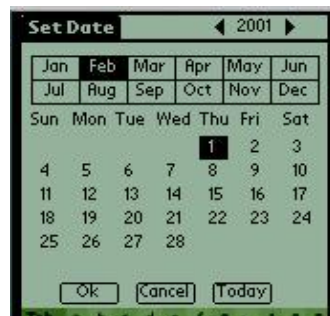 Set Date 2001
Jan Feb Mar Apr May Jun
Jul Aug Sep Oct Nov Dec
Sun Mon Tue Wed Thu Fri Sat
1 2 3
4 5 6 7 8 9 10
11 12 13 14 15 16 17
18 19 20 21 22 23 24
25 26 27 28
Ok Cancel Today